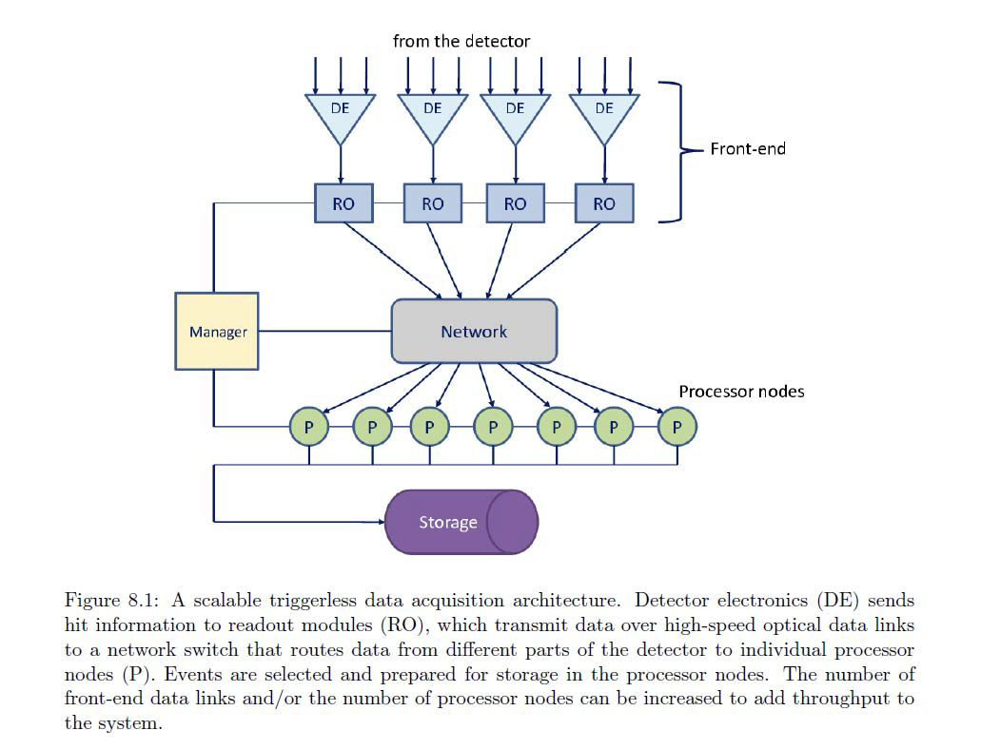 from the detector
DE DE DE DE
Front-end
RO RO RO RO
Manager
Network
Processor nodes
P P P P P P P
Storage
Figure 8.1: A scalable triggerless data acquisition architecture. Detector electronics (DE) sends
hit information to readout modules (RO), which transmit data over high-speed optical data links
to a network switch that routes data from different parts of the detector to individual processor
nodes (P). Events are selected and prepared for storage in the processor nodes. The number of
front-end data links and/or the number of processor nodes can be increased to add throughput to
the system.